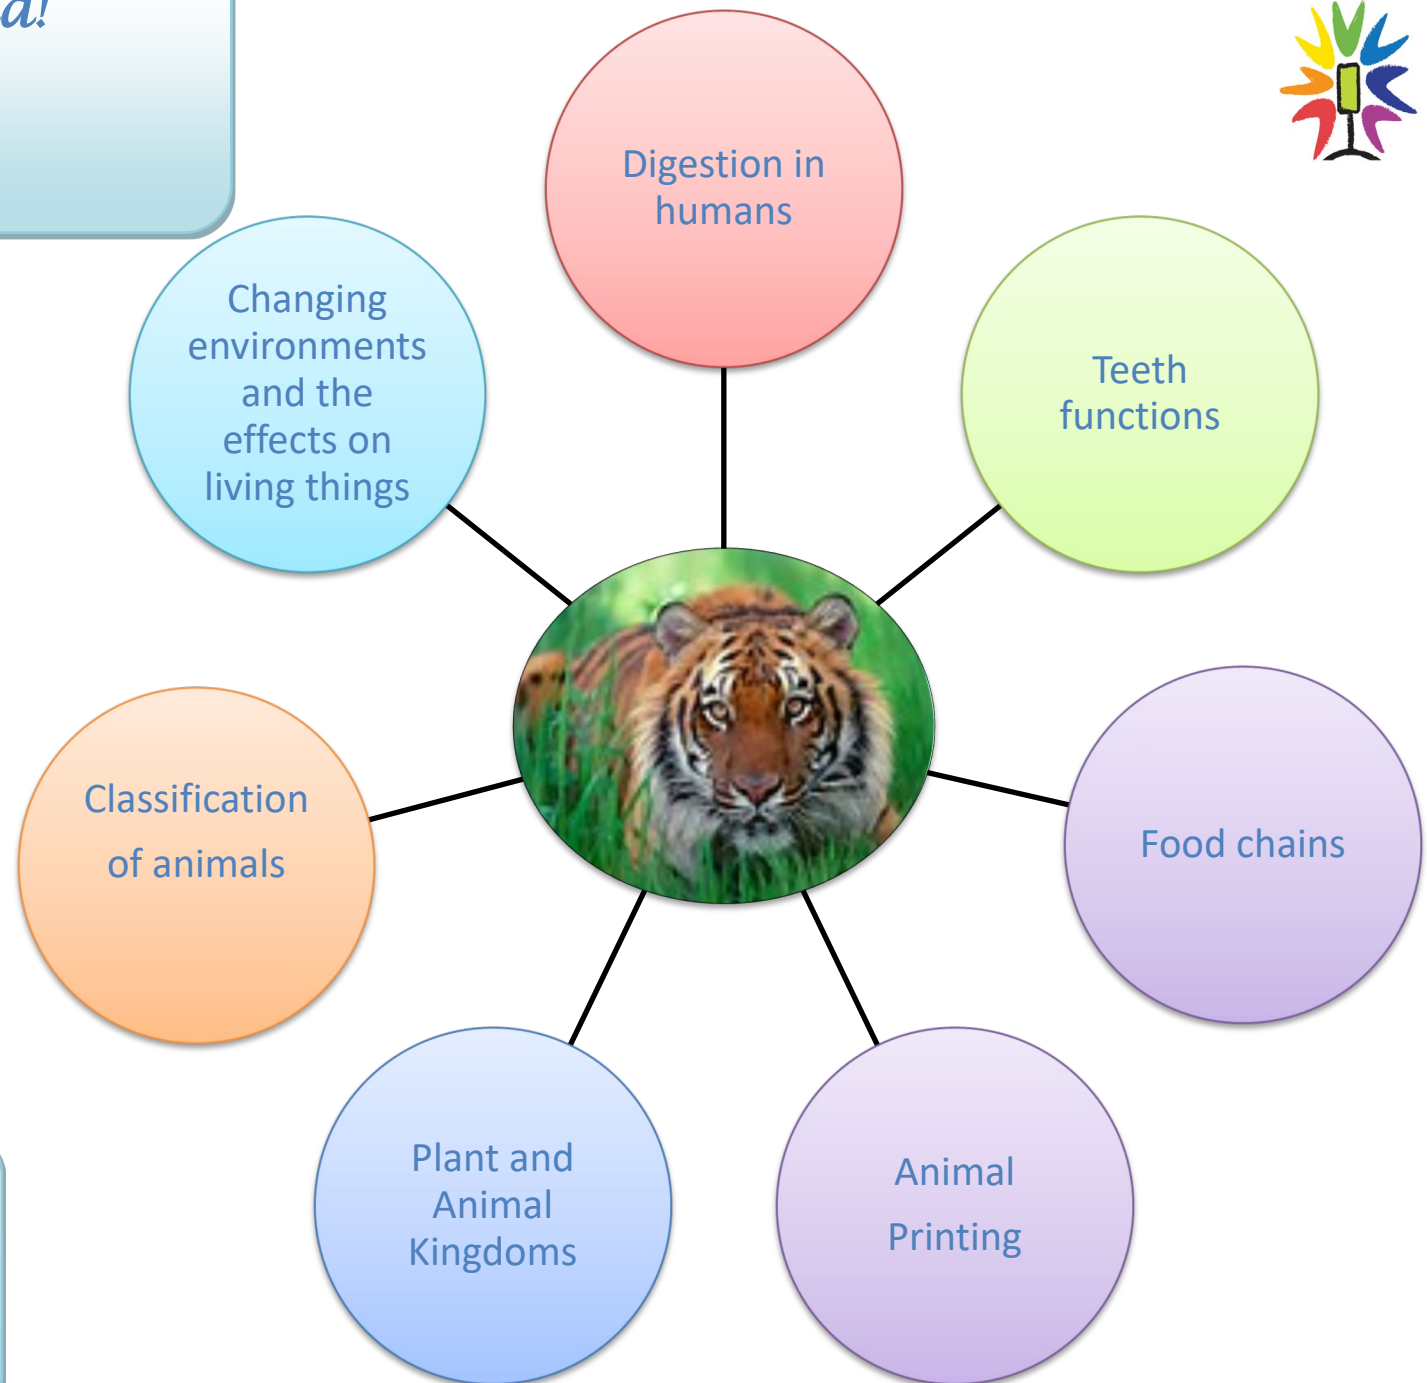 Digestion in
humans
Teeth
functions
Food chains
Animal
Printing
Plant and
Animal
Kingdoms
Classification
of animals
Changing
environments
and the
effects on
living things